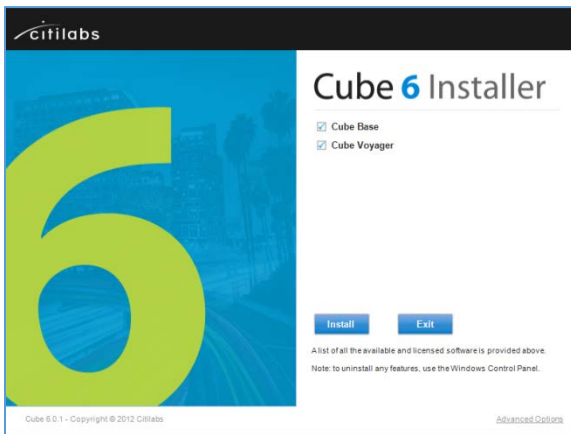 citilabs
6
Cube 6 Installer
Cube Base
Cube Voyager
Install
Exit
A list of all the available and licensed software is provided above.
Note: to uninstall any features, use the Windows Control Panel.
Cube 6.0.1 - Copyright © 2012 Citilabs
Advanced Options